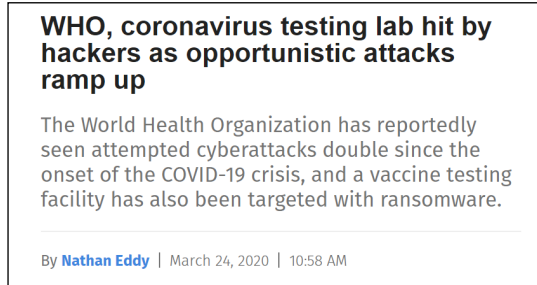 WHO, coronavirus testing lab hit by
hackers as opportunistic attacks
ramp up
The World Health Organization has reportedly
seen attempted cyberattacks double since the
onset of the COVID-19 crisis, and a vaccine testing
facility has also been targeted with ransomware.
By Nathan Eddy | March 24, 2020 | 10:58 AM